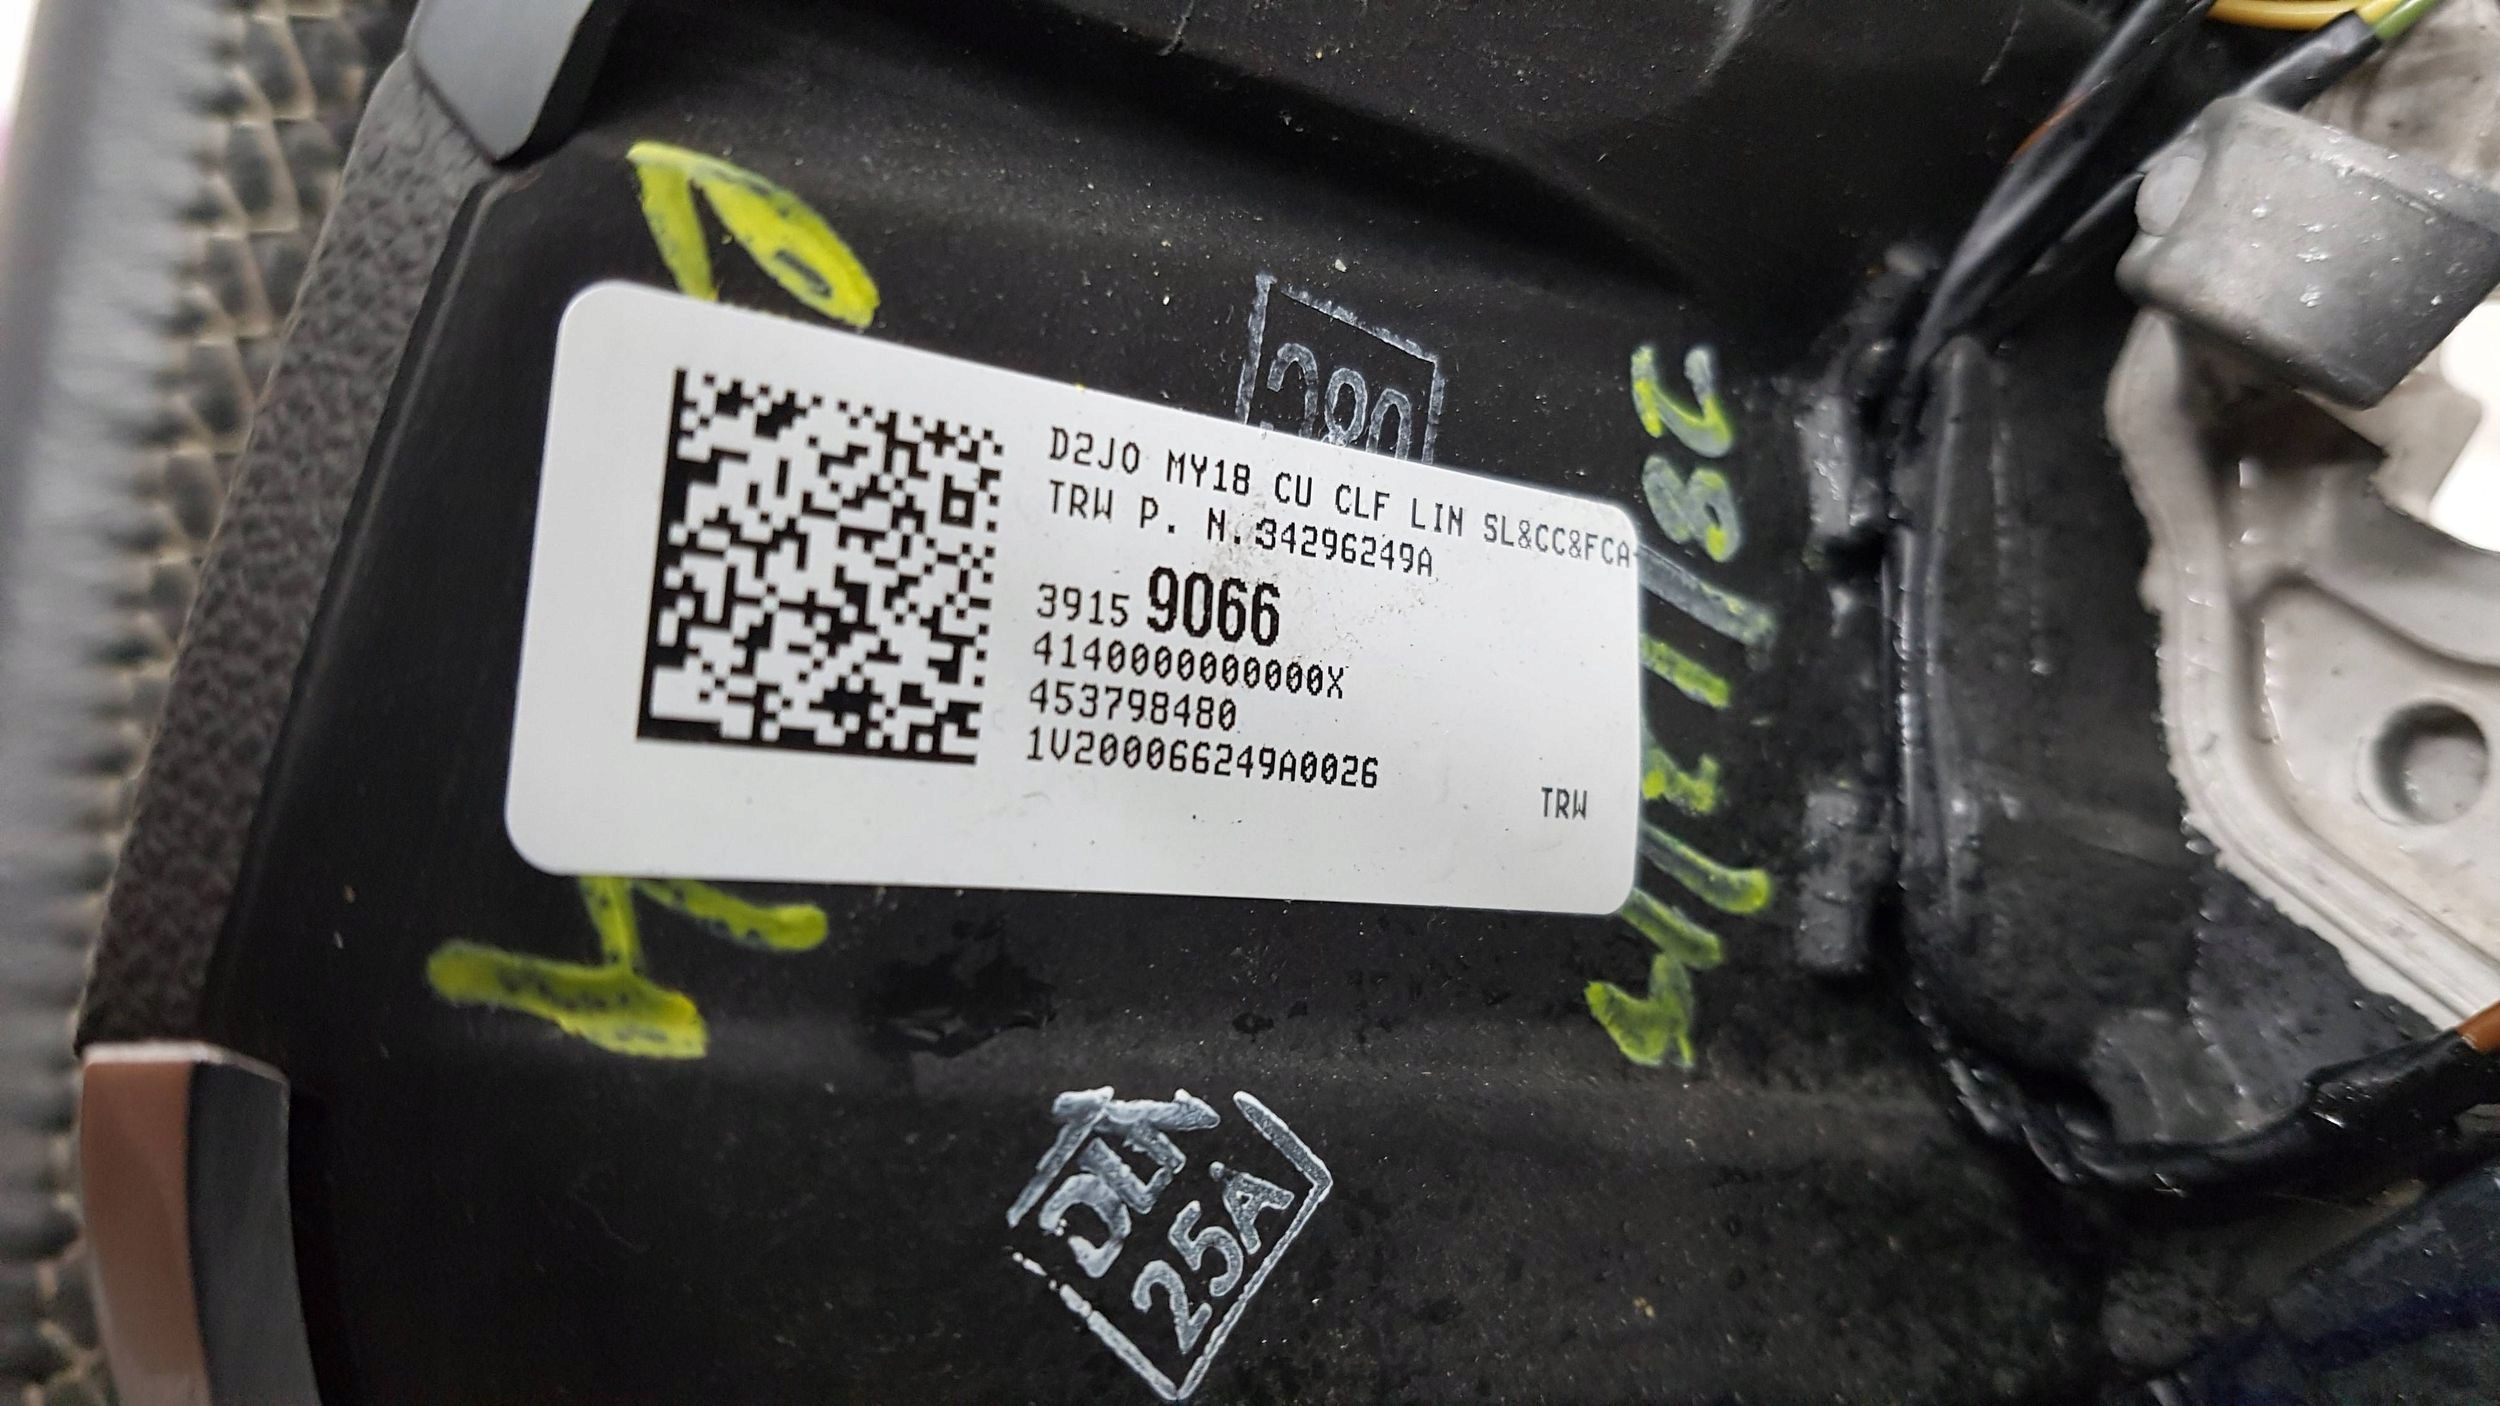 D2JO MY18 CU CLF LIN SL&CC&FCA
TRW P. N.34296249A
3915 9066
4140000000000X
453798480
1V200066249A0026
TRW
25A